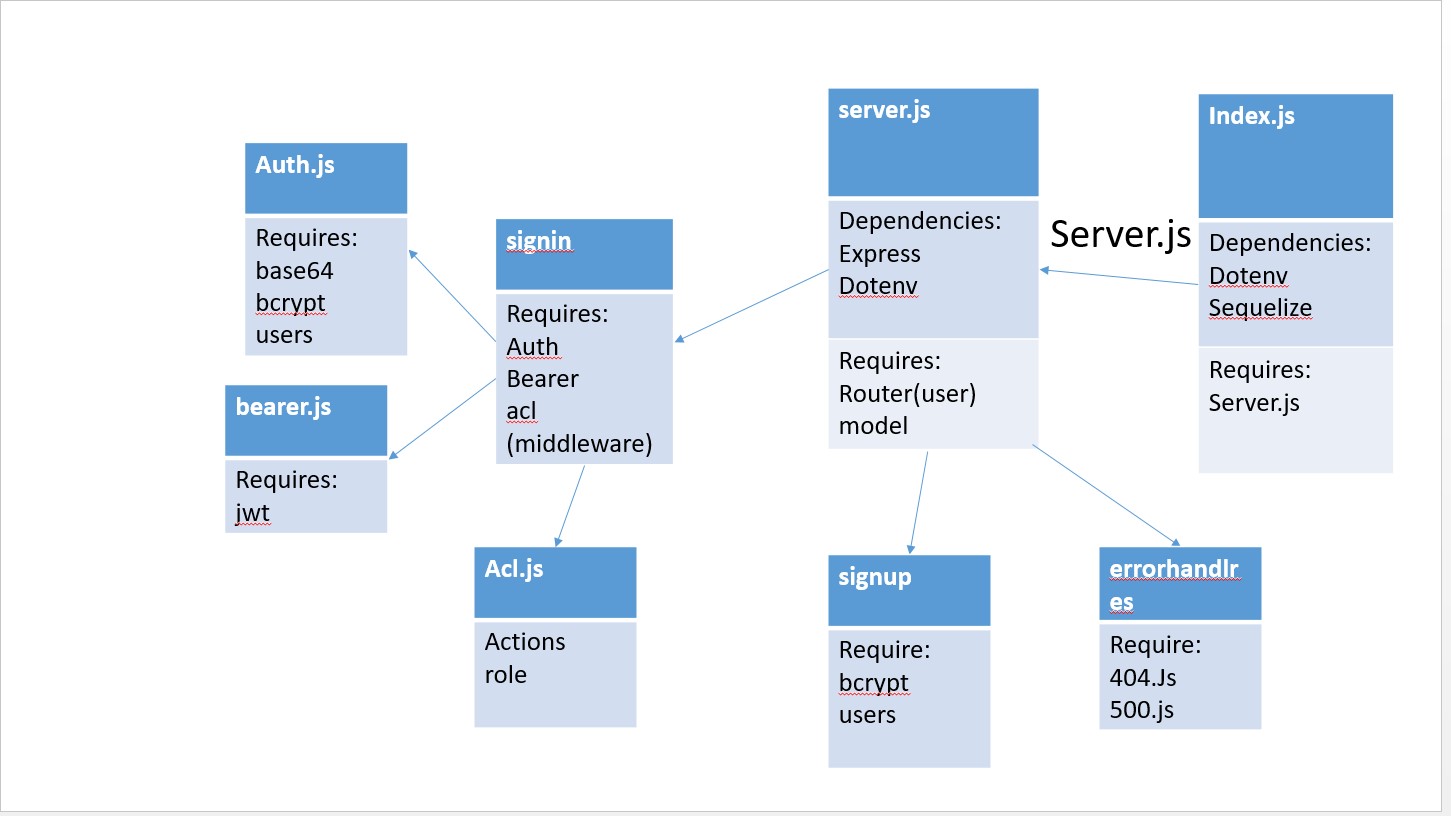 Auth.js
Requires:
base64
bcrypt
users
bearer.js
Requires:
jwt
signin
Requires:
Auth
Bearer
acl
(middleware)
Acl.js
Actions
role
server.js
Dependencies:
Express
Dotenv
Requires:
Router(user)
model
Server.js
Index.js
Dependencies:
Dotenv
Sequelize
Requires:
Server.js
signup
Require:
bcrypt
users
errorhandlr
es
Require:
404.Js
500.js